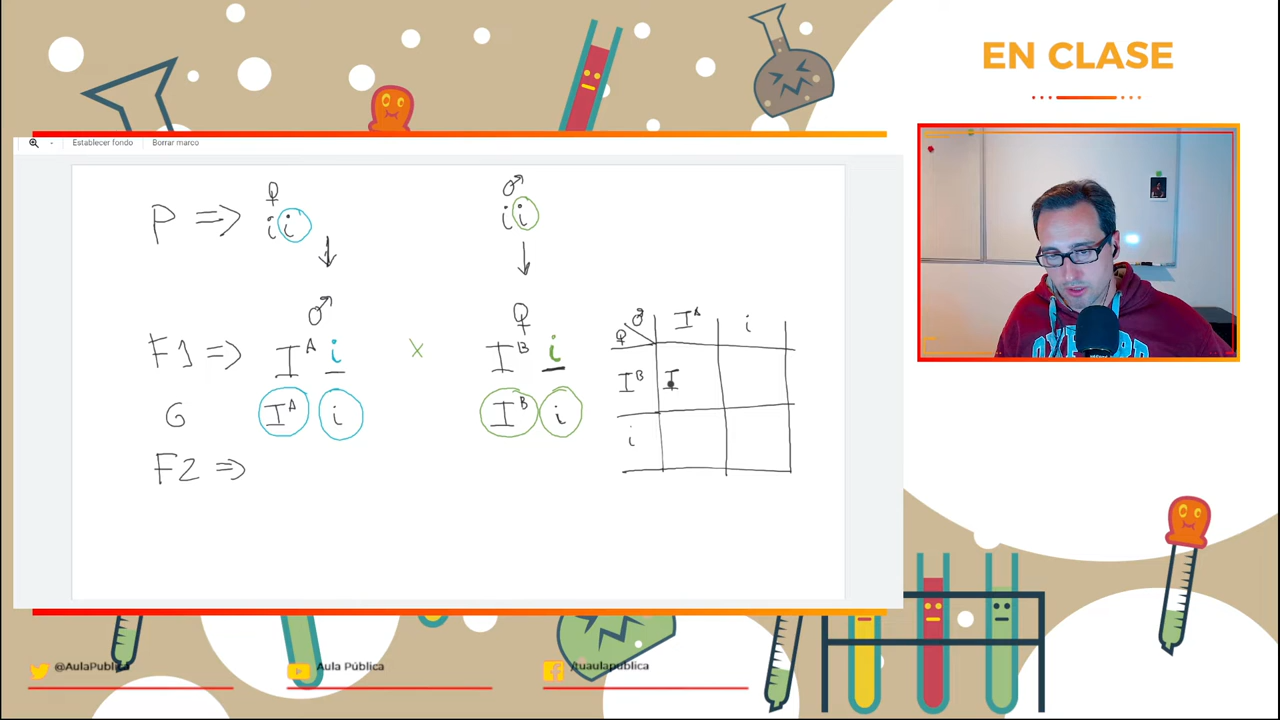 EN CLASE
Establecer fondo Borrar marco
♀ ♂
P => ii ii
♂ ♀
F1 => Iᴬ i x Iᴮ i
G Iᴬ i Iᴮ i
F2 =>
♀ ♂ Iᴬ i
Iᴮ I
i
@AulaPublica Aula Pública /tuaulapublica